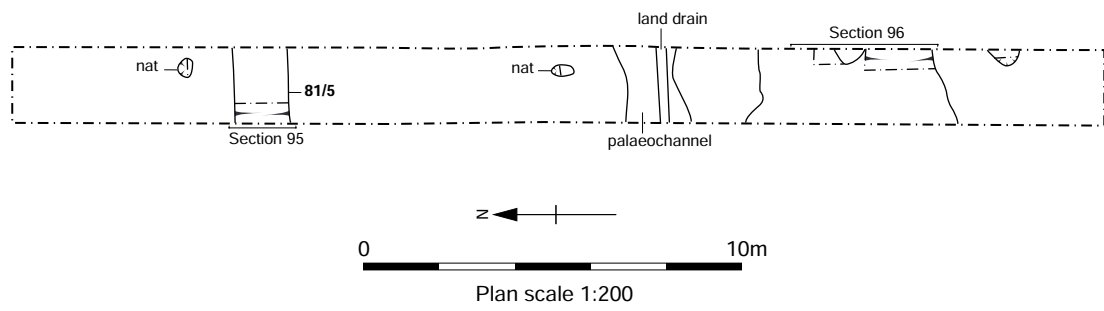 land drain
Section 96
nat
nat
81/5
Section 95
palaeochannel
N
0 10m
Plan scale 1:200